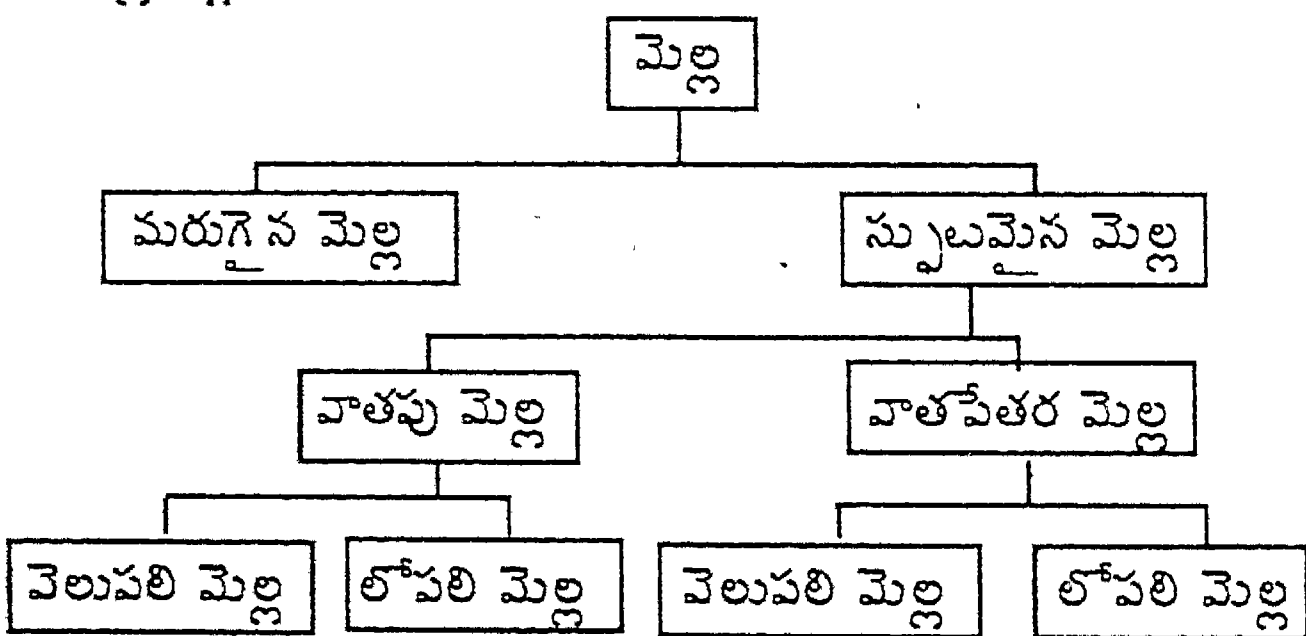 మెల్ల
మరుగైన మెల్ల స్ఫుటమైన మెల్ల
వాతపు మెల్ల వాతపేతర మెల్ల
వెలుపలి మెల్ల లోపలి మెల్ల వెలుపలి మెల్ల లోపలి మెల్ల